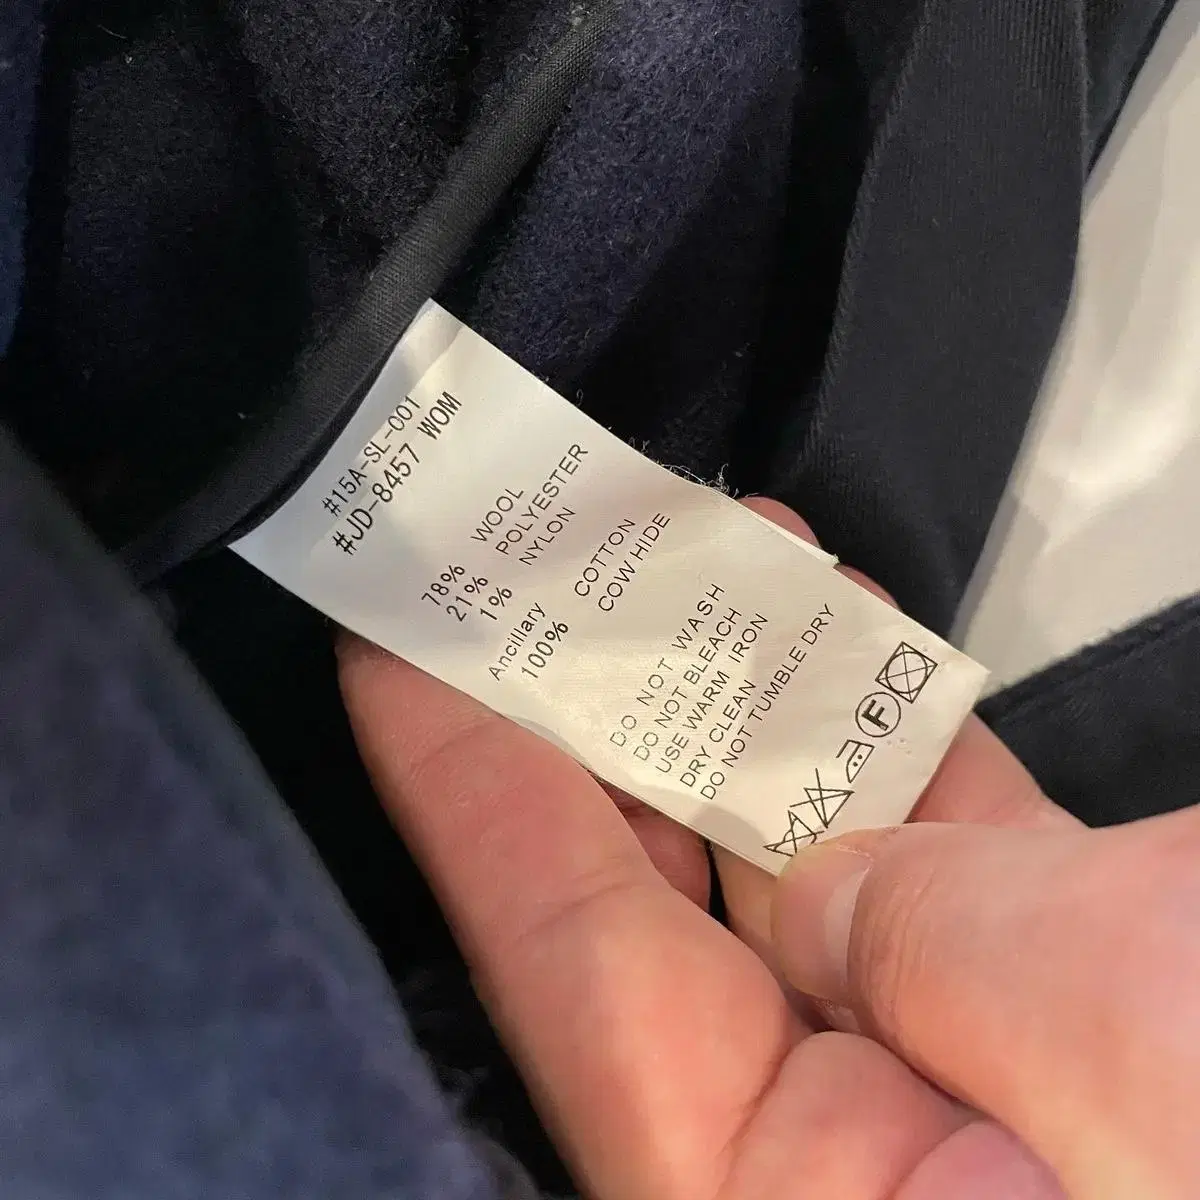 #15A-SL-001
#JD-8457 WOM
78% WOOL
21% POLYESTER
1% NYLON
Ancillary
100% COTTON
COW HIDE
DO NOT WASH
DO NOT BLEACH
USE WARM IRON
DRY CLEAN
DO NOT TUMBLE DRY
F